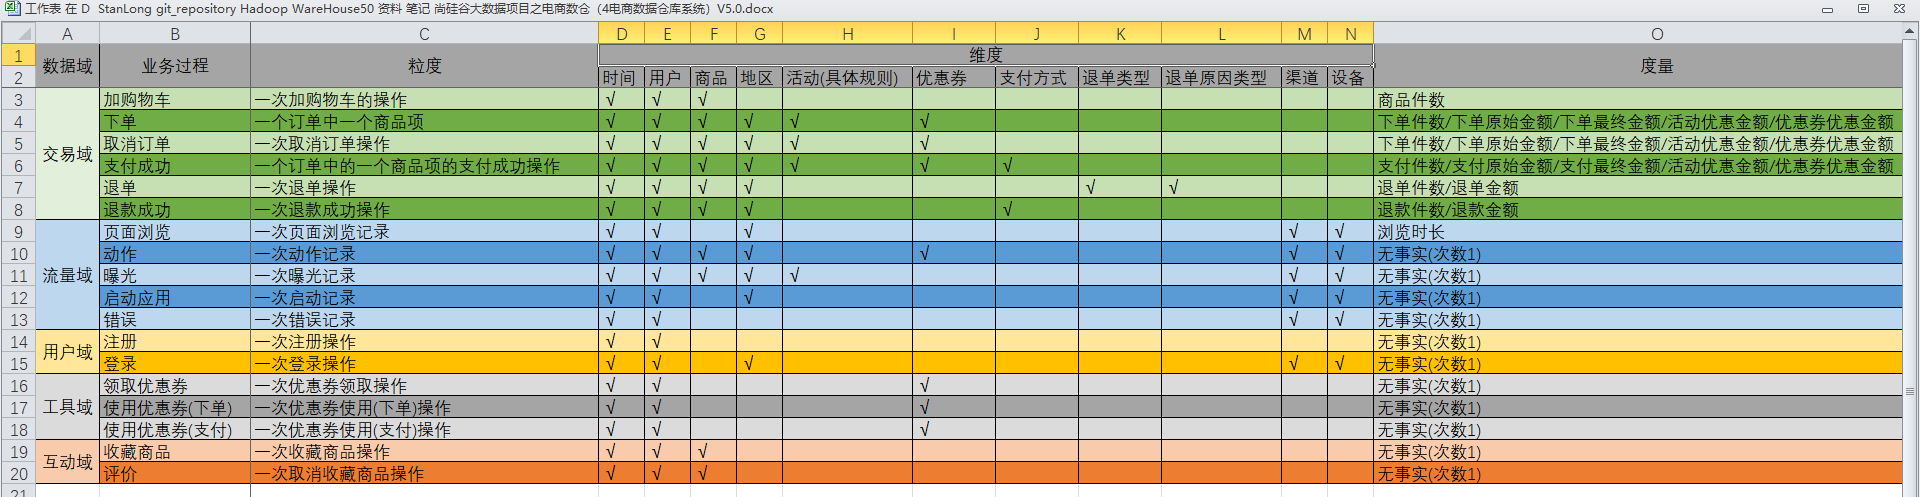 工作表 在 D  StanLong git_repository Hadoop WareHouse50 资料 笔记 尚硅谷大数据项目之电商数仓（4电商数据仓库系统）V5.0.docx
A B C D E F G H I J K L M N O
1 维度
数据域 业务过程 粒度 度量
2 时间 用户 商品 地区 活动(具体规则) 优惠券 支付方式 退单类型 退单原因类型 渠道 设备
3 加购物车 一次加购物车的操作 √ √ √ 商品件数
4 下单 一个订单中一个商品项 √ √ √ √ √ √ 下单件数/下单原始金额/下单最终金额/活动优惠金额/优惠券优惠金额
5 交易域 取消订单 一次取消订单操作 √ √ √ √ √ √ 下单件数/下单原始金额/下单最终金额/活动优惠金额/优惠券优惠金额
6 支付成功 一个订单中的一个商品项的支付成功操作 √ √ √ √ √ √ √ 支付件数/支付原始金额/支付最终金额/活动优惠金额/优惠券优惠金额
7 退单 一次退单操作 √ √ √ √ √ √ 退单件数/退单金额
8 退款成功 一次退款成功操作 √ √ √ √ √ 退款件数/退款金额
9 页面浏览 一次页面浏览记录 √ √ √ √ √ 浏览时长
10 动作 一次动作记录 √ √ √ √ √ √ √ 无事实(次数1)
11 流量域 曝光 一次曝光记录 √ √ √ √ √ √ √ 无事实(次数1)
12 启动应用 一次启动记录 √ √ √ √ √ 无事实(次数1)
13 错误 一次错误记录 √ √ √ √ 无事实(次数1)
14 用户域 注册 一次注册操作 √ √ 无事实(次数1)
15 登录 一次登录操作 √ √ √ √ √ 无事实(次数1)
16 领取优惠券 一次优惠券领取操作 √ √ √ 无事实(次数1)
17 工具域 使用优惠券(下单) 一次优惠券使用(下单)操作 √ √ √ 无事实(次数1)
18 使用优惠券(支付) 一次优惠券使用(支付)操作 √ √ √ 无事实(次数1)
19 互动域 收藏商品 一次收藏商品操作 √ √ √ 无事实(次数1)
20 评价 一次取消收藏商品操作 √ √ √ 无事实(次数1)
21